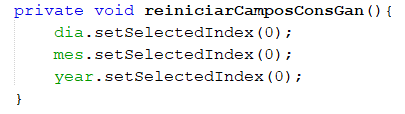 private void reiniciarCamposConsGan(){
    dia.setSelectedIndex(0);
    mes.setSelectedIndex(0);
    year.setSelectedIndex(0);
}